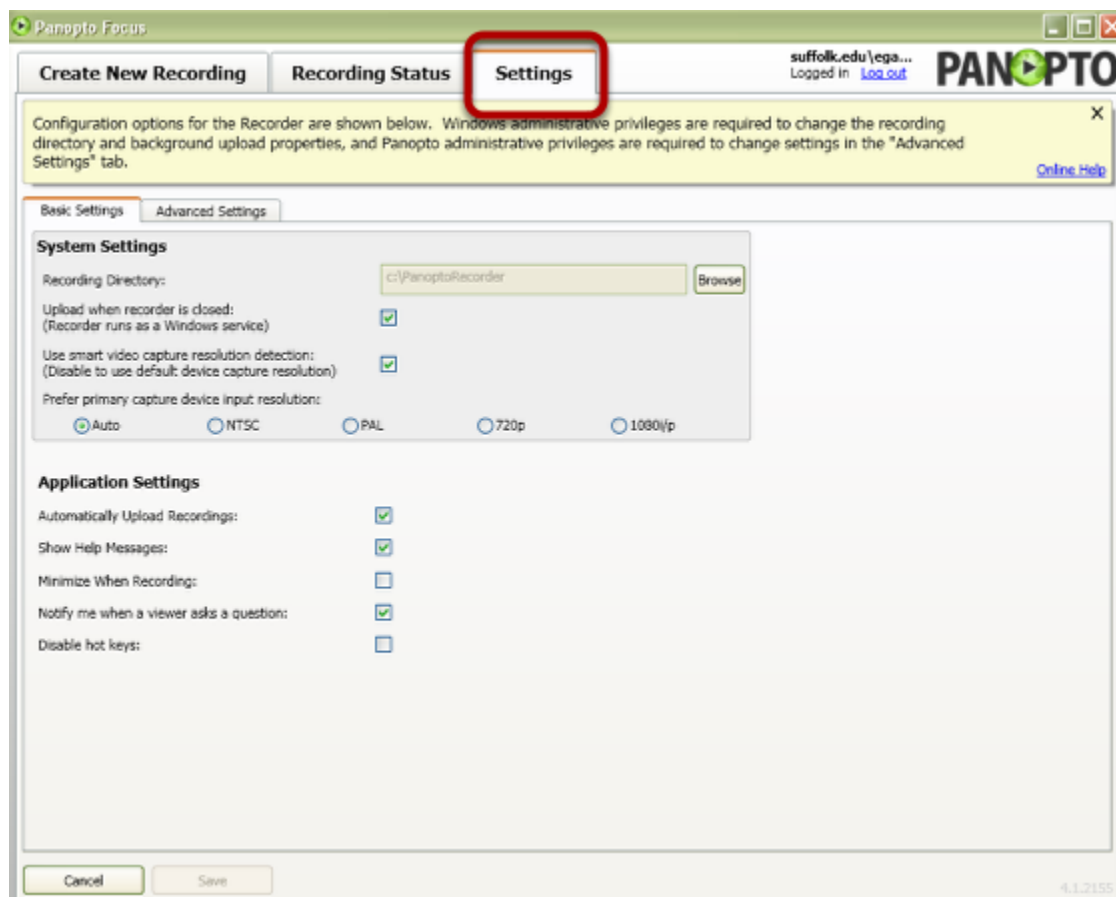 Panopto Focus
Create New Recording
Recording Status
Settings
suffolk.edu\ega...
Logged in Log out
PANOPTO
Configuration options for the Recorder are shown below. Windows administrative privileges are required to change the recording
directory and background upload properties, and Panopto administrative privileges are required to change settings in the "Advanced
Settings" tab.
X
Online Help
Basic Settings
Advanced Settings
System Settings
Recording Directory:
c:\PanoptoRecorder
Browse
Upload when recorder is closed:
(Recorder runs as a Windows service)
Use smart video capture resolution detection:
(Disable to use default device capture resolution)
Prefer primary capture device input resolution:
Auto NTSC PAL 720p 1080i/p
Application Settings
Automatically Upload Recordings:
Show Help Messages:
Minimize When Recording:
Notify me when a viewer asks a question:
Disable hot keys:
Cancel
Save
4.1.2155